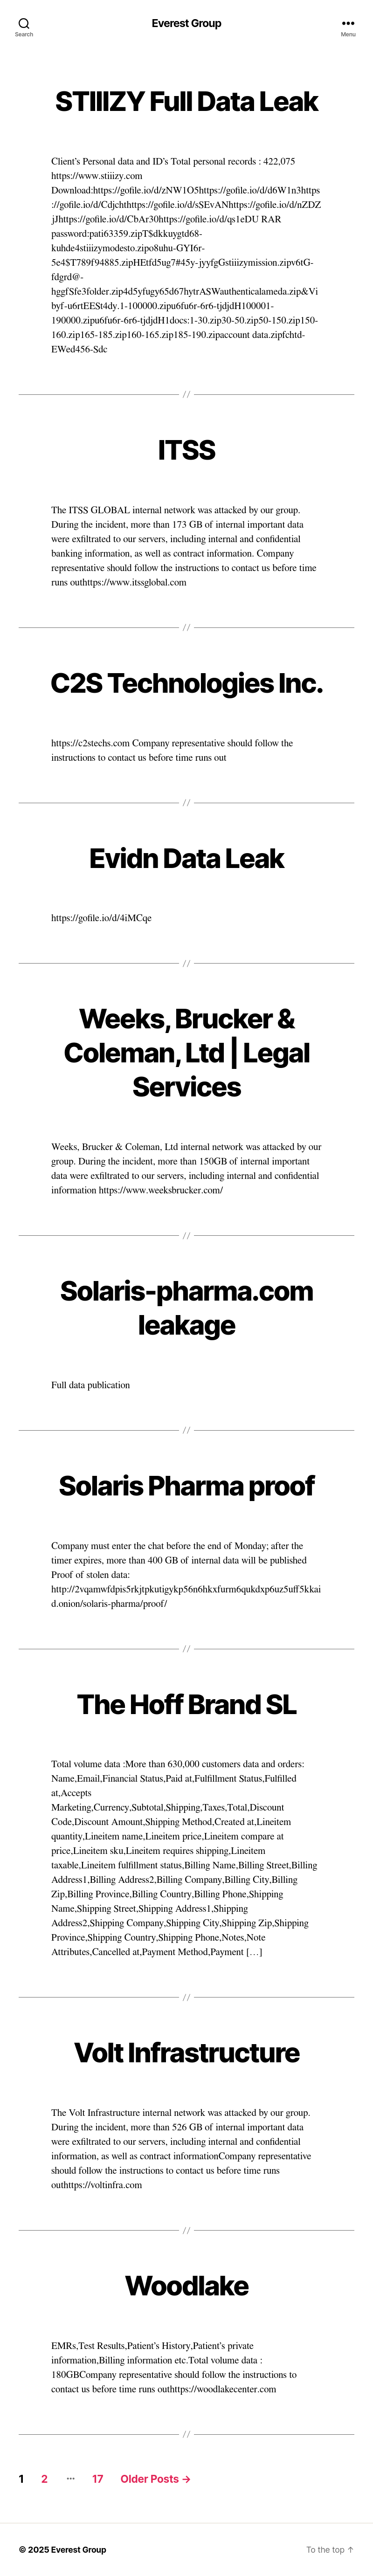 Everest Group
Search
Menu
STIIIZY Full Data Leak
Client's Personal data and ID's Total personal records : 422,075
https://www.stiiizy.com
Download:https://gofile.io/d/zNW1O5https://gofile.io/d/d6W1n3https
://gofile.io/d/Cdjchthttps://gofile.io/d/sSEvANhttps://gofile.io/d/nZDZ
jJhttps://gofile.io/d/CbAr30https://gofile.io/d/qs1eDU RAR
password:pati63359.zipT$dkkuygtd68-
kuhde4stiiizymodesto.zipo8uhu-GYI6r-
5e4$T789f94885.zipHEtfd5ug7#45y-jyyfgGstiiizymission.zipv6tG-
fdgrd@-
hggfSfe3folder.zip4d5yfugy65d67hytrASWauthenticalameda.zip&Vi
byf-u6rtEESt4dy.1-100000.zipu6fu6r-6r6-tjdjdH100001-
190000.zipu6fu6r-6r6-tjdjdH1docs:1-30.zip30-50.zip50-150.zip150-
160.zip165-185.zip160-165.zip185-190.zipaccount data.zipfchtd-
EWed456-Sdc
ITSS
The ITSS GLOBAL internal network was attacked by our group.
During the incident, more than 173 GB of internal important data
were exfiltrated to our servers, including internal and confidential
banking information, as well as contract information. Company
representative should follow the instructions to contact us before time
runs outhttps://www.itssglobal.com
C2S Technologies Inc.
https://c2stechs.com Company representative should follow the
instructions to contact us before time runs out
Evidn Data Leak
https://gofile.io/d/4iMCqe
Weeks, Brucker &
Coleman, Ltd | Legal
Services
Weeks, Brucker & Coleman, Ltd internal network was attacked by our
group. During the incident, more than 150GB of internal important
data were exfiltrated to our servers, including internal and confidential
information https://www.weeksbrucker.com/
Solaris-pharma.com
leakage
Full data publication
Solaris Pharma proof
Company must enter the chat before the end of Monday; after the
timer expires, more than 400 GB of internal data will be published
Proof of stolen data:
http://2vqamwfdpis5rkjtpkutigykp56n6hkxfurm6qukdxp6uz5uff5kkai
d.onion/solaris-pharma/proof/
The Hoff Brand SL
Total volume data :More than 630,000 customers data and orders:
Name,Email,Financial Status,Paid at,Fulfillment Status,Fulfilled
at,Accepts
Marketing,Currency,Subtotal,Shipping,Taxes,Total,Discount
Code,Discount Amount,Shipping Method,Created at,Lineitem
quantity,Lineitem name,Lineitem price,Lineitem compare at
price,Lineitem sku,Lineitem requires shipping,Lineitem
taxable,Lineitem fulfillment status,Billing Name,Billing Street,Billing
Address1,Billing Address2,Billing Company,Billing City,Billing
Zip,Billing Province,Billing Country,Billing Phone,Shipping
Name,Shipping Street,Shipping Address1,Shipping
Address2,Shipping Company,Shipping City,Shipping Zip,Shipping
Province,Shipping Country,Shipping Phone,Notes,Note
Attributes,Cancelled at,Payment Method,Payment […]
Volt Infrastructure
The Volt Infrastructure internal network was attacked by our group.
During the incident, more than 526 GB of internal important data
were exfiltrated to our servers, including internal and confidential
information, as well as contract informationCompany representative
should follow the instructions to contact us before time runs
outhttps://voltinfra.com
Woodlake
EMRs,Test Results,Patient's History,Patient's private
information,Billing information etc.Total volume data :
180GBCompany representative should follow the instructions to
contact us before time runs outhttps://woodlakecenter.com
1 2 … 17 Older Posts →
© 2025 Everest Group
To the top ↑